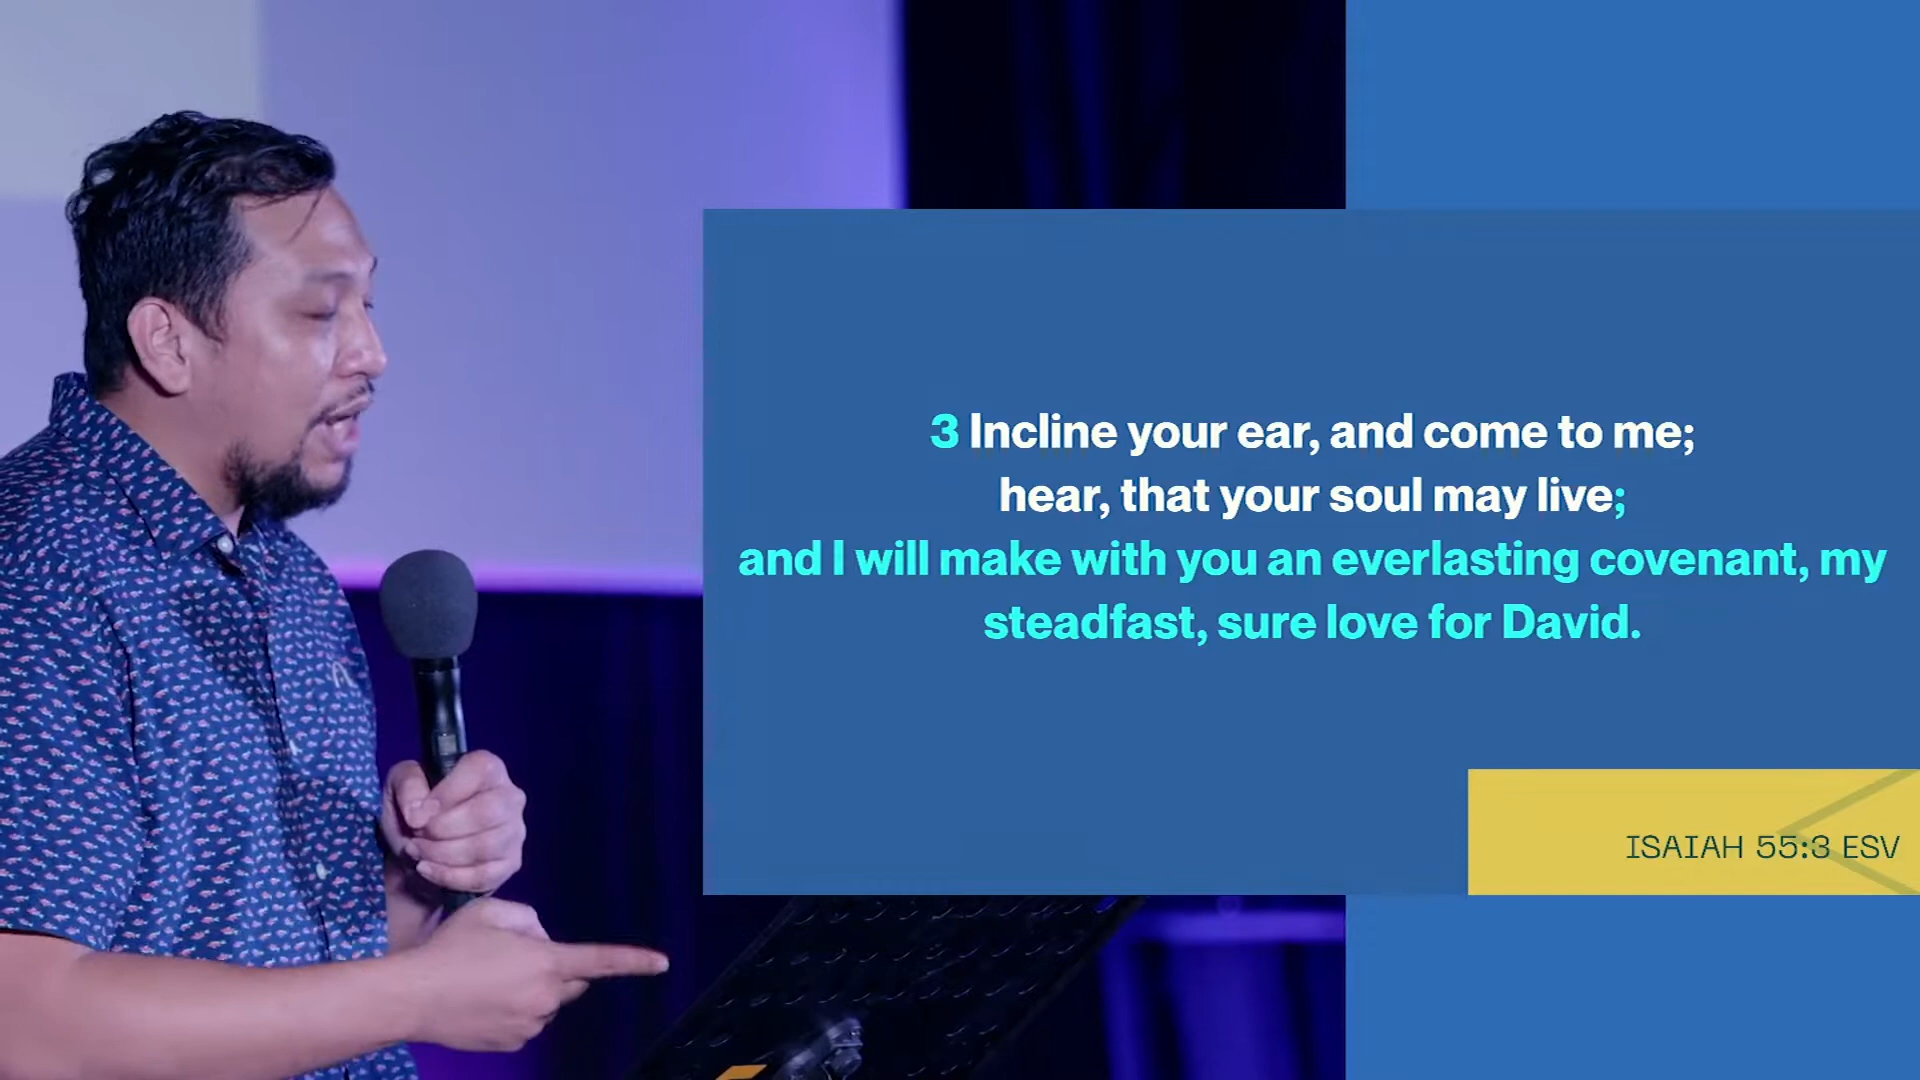 3 Incline your ear, and come to me;
hear, that your soul may live;
and I will make with you an everlasting covenant, my
steadfast, sure love for David.
ISAIAH 55:3 ESV